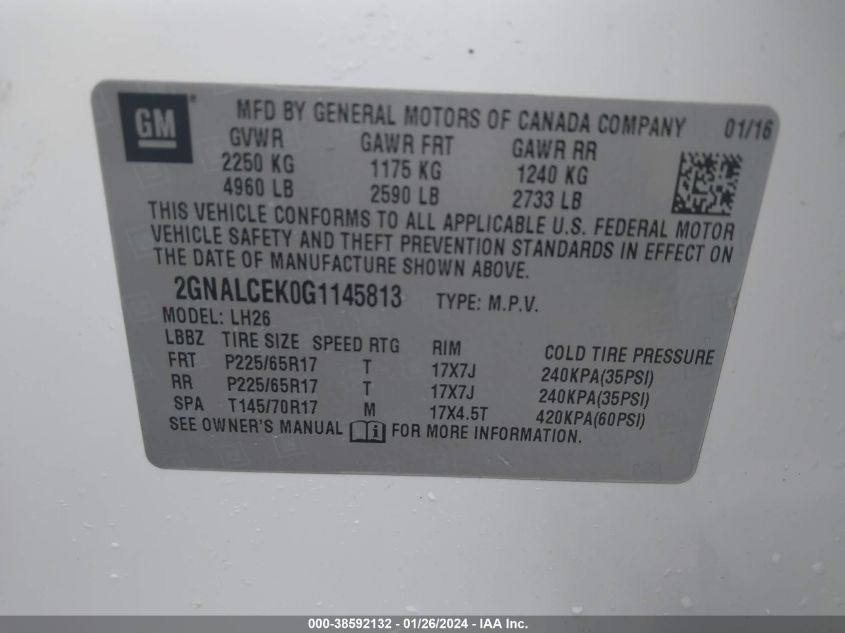 GM ® MFD BY GENERAL MOTORS OF CANADA COMPANY 01/16
GVWR GAWR FRT GAWR RR
2250 KG 1175 KG 1240 KG
4960 LB 2590 LB 2733 LB
THIS VEHICLE CONFORMS TO ALL APPLICABLE U.S. FEDERAL MOTOR
VEHICLE SAFETY AND THEFT PREVENTION STANDARDS IN EFFECT ON
THE DATE OF MANUFACTURE SHOWN ABOVE.
2GNALCEK0G1145813 TYPE: M.P.V.
MODEL: LH26
LBBZ TIRE SIZE SPEED RTG RIM COLD TIRE PRESSURE
FRT P225/65R17 T 17X7J 240KPA(35PSI)
RR P225/65R17 T 17X7J 240KPA(35PSI)
SPA T145/70R17 M 17X4.5T 420KPA(60PSI)
SEE OWNER'S MANUAL FOR MORE INFORMATION.
000-38592132 - 01/26/2024 - IAA Inc.